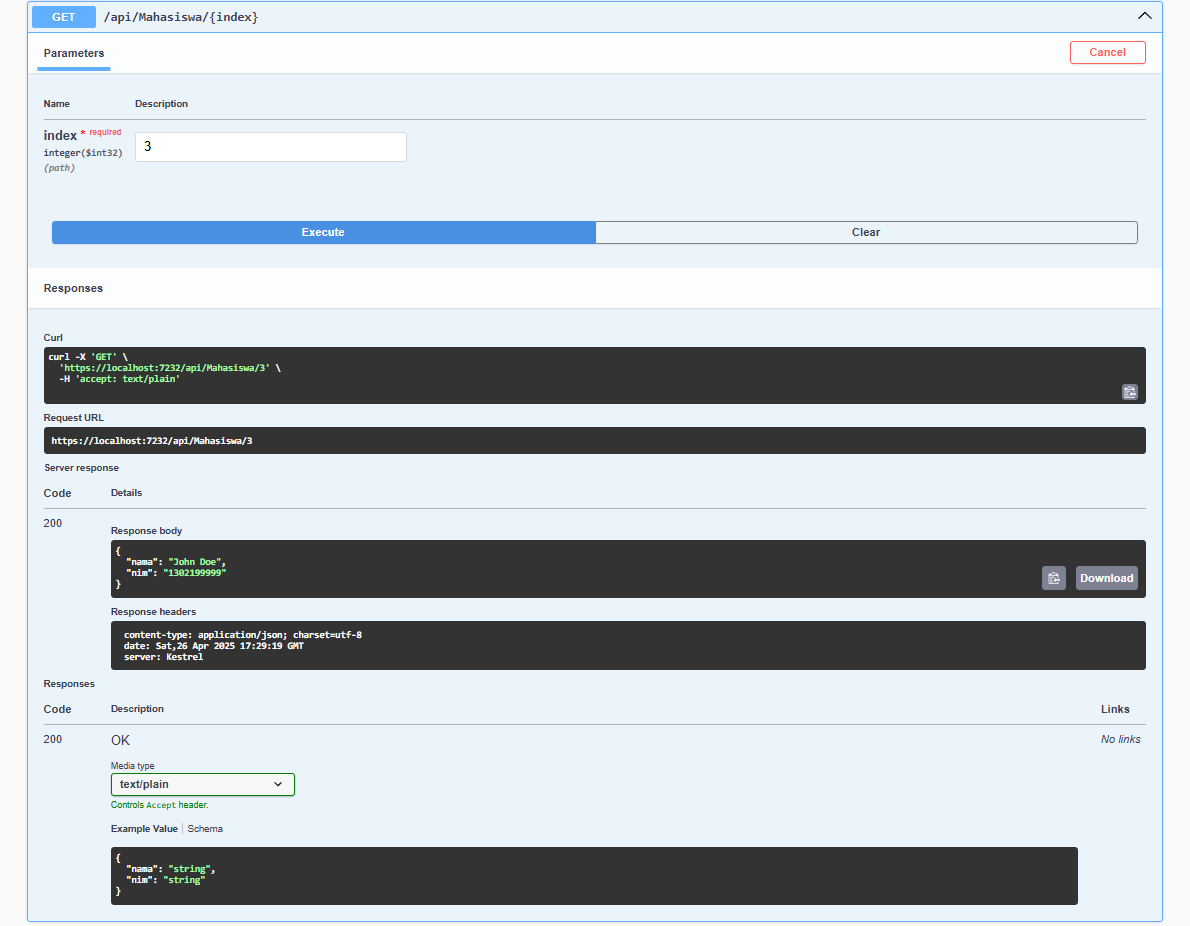 GET /api/Mahasiswa/{index}
Parameters
Cancel
Name Description
index * required
integer($int32)
(path)
3
Execute Clear
Responses
Curl
curl -X 'GET' \
'https://localhost:7232/api/Mahasiswa/3' \
-H 'accept: text/plain'
Request URL
https://localhost:7232/api/Mahasiswa/3
Server response
Code Details
200
Response body
{
"nama": "John Doe",
"nim": "1302199999"
}
Download
Response headers
content-type: application/json; charset=utf-8
date: Sat,26 Apr 2025 17:29:19 GMT
server: Kestrel
Responses
Code Description Links
200 OK No links
Media type
text/plain
Controls Accept header.
Example Value Schema
{
"nama": "string",
"nim": "string"
}